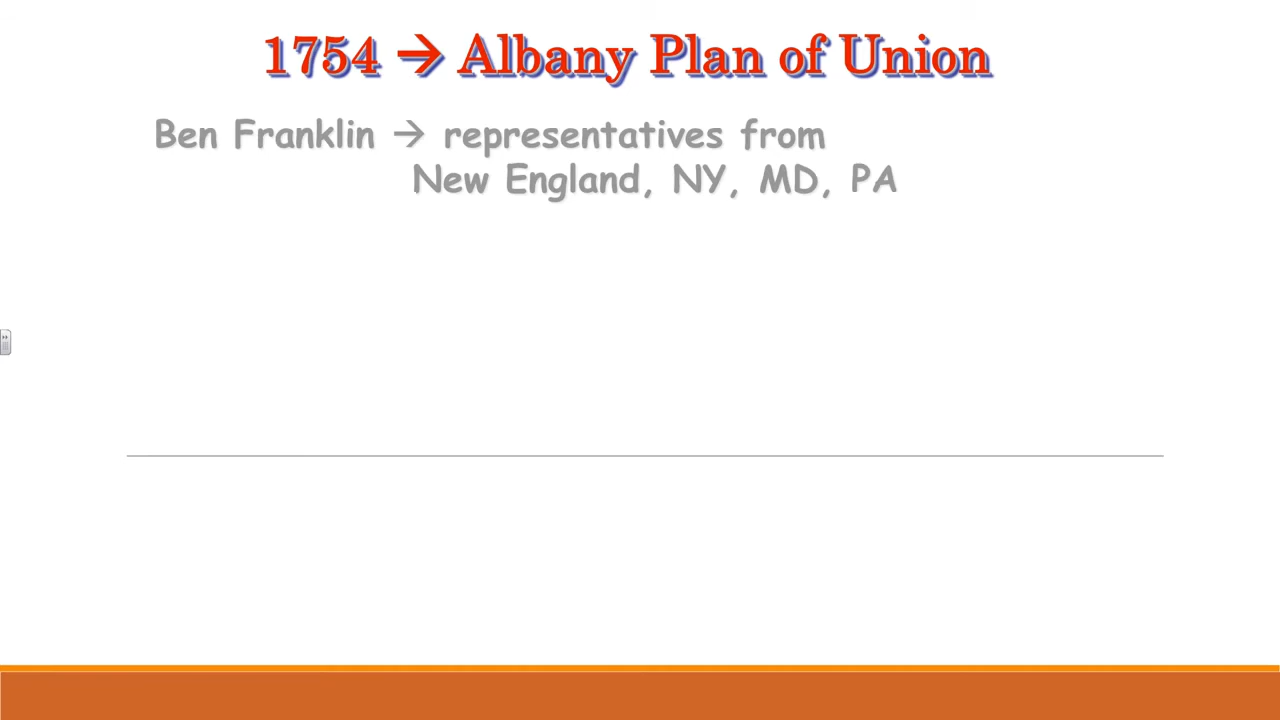 1754 → Albany Plan of Union
Ben Franklin → representatives from
New England, NY, MD, PA